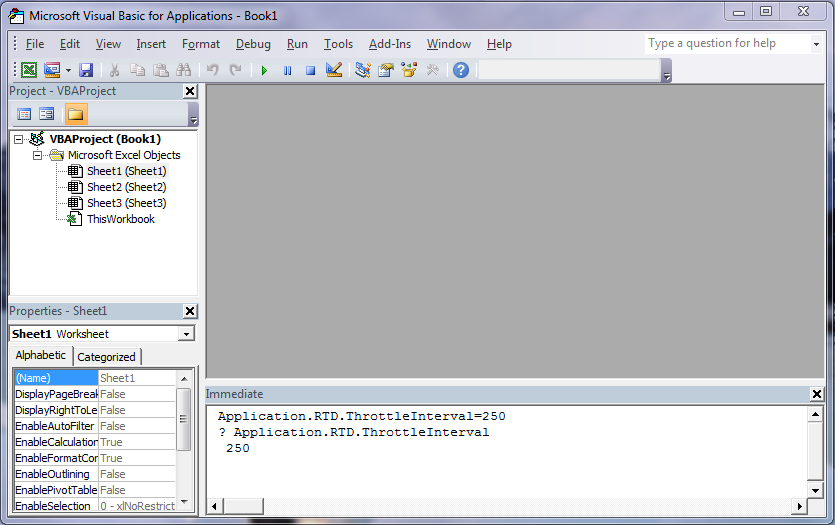 Microsoft Visual Basic for Applications - Book1
File Edit View Insert Format Debug Run Tools Add-Ins Window Help
Type a question for help
Project - VBAProject
VBAProject (Book1)
Microsoft Excel Objects
Sheet1 (Sheet1)
Sheet2 (Sheet2)
Sheet3 (Sheet3)
ThisWorkbook
Properties - Sheet1
Sheet1 Worksheet
Alphabetic Categorized
(Name) Sheet1
DisplayPageBreak False
DisplayRightToLe False
EnableAutoFilter False
EnableCalculation True
EnableFormatCor True
EnableOutlining False
EnablePivotTable False
EnableSelection 0 - xlNoRestrict
Immediate
Application.RTD.ThrottleInterval=250
? Application.RTD.ThrottleInterval
250